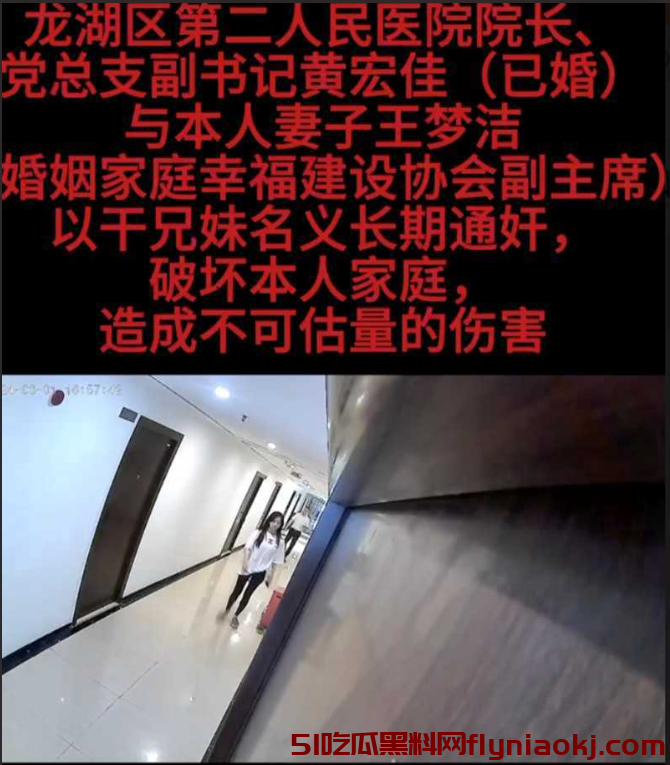 龙湖区第二人民医院院长、
党总支副书记黄宏佳（已婚）
与本人妻子王梦洁
婚姻家庭幸福建设协会副主席）
以干兄妹名义长期通奸，
破坏本人家庭，
造成不可估量的伤害
16:57:49
51吃瓜黑料网flyniaokj.com